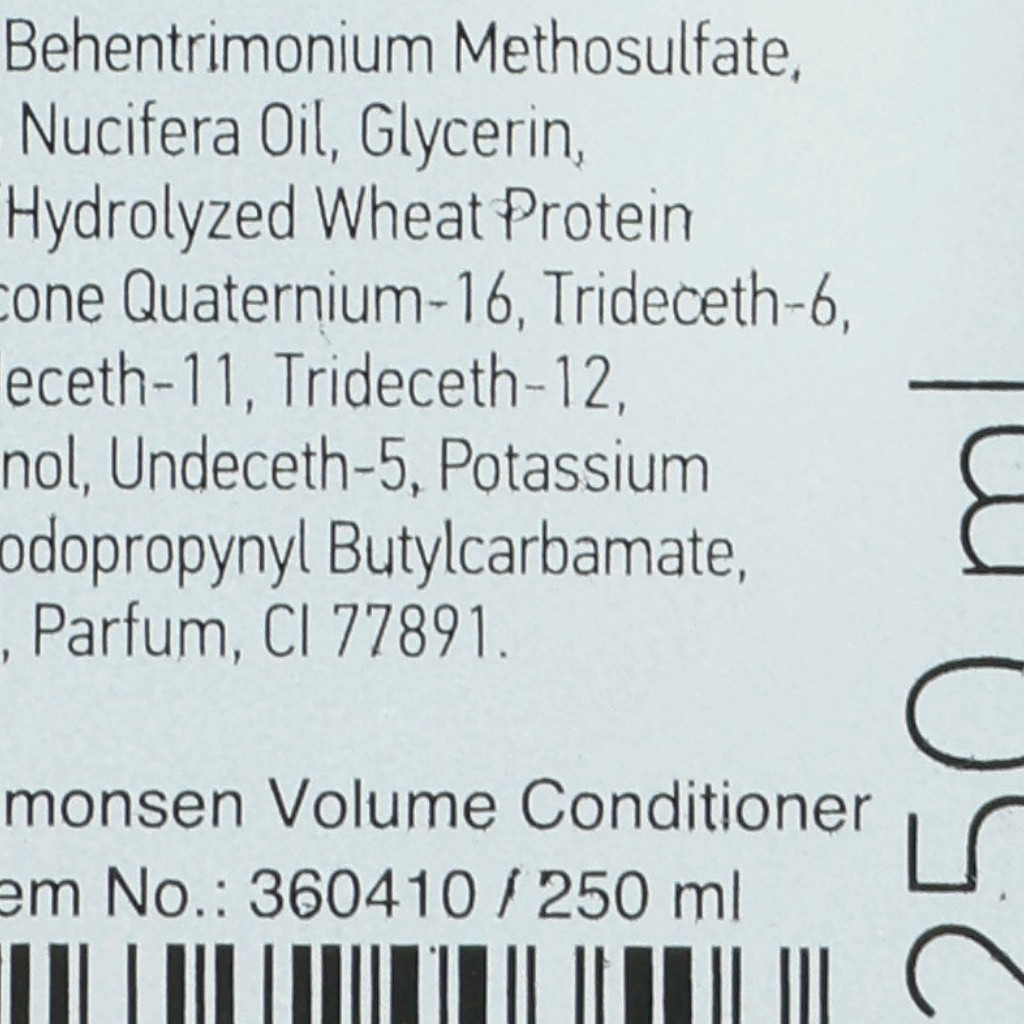 Behentrimonium Methosulfate,
Nucifera Oil, Glycerin,
Hydrolyzed Wheat Protein
cone Quaternium-16, Trideceth-6,
eceth-11, Trideceth-12,
nol, Undeceth-5, Potassium
odopropynyl Butylcarbamate,
, Parfum, CI 77891.
monsen Volume Conditioner
em No.: 360410 / 250 ml
250 ml